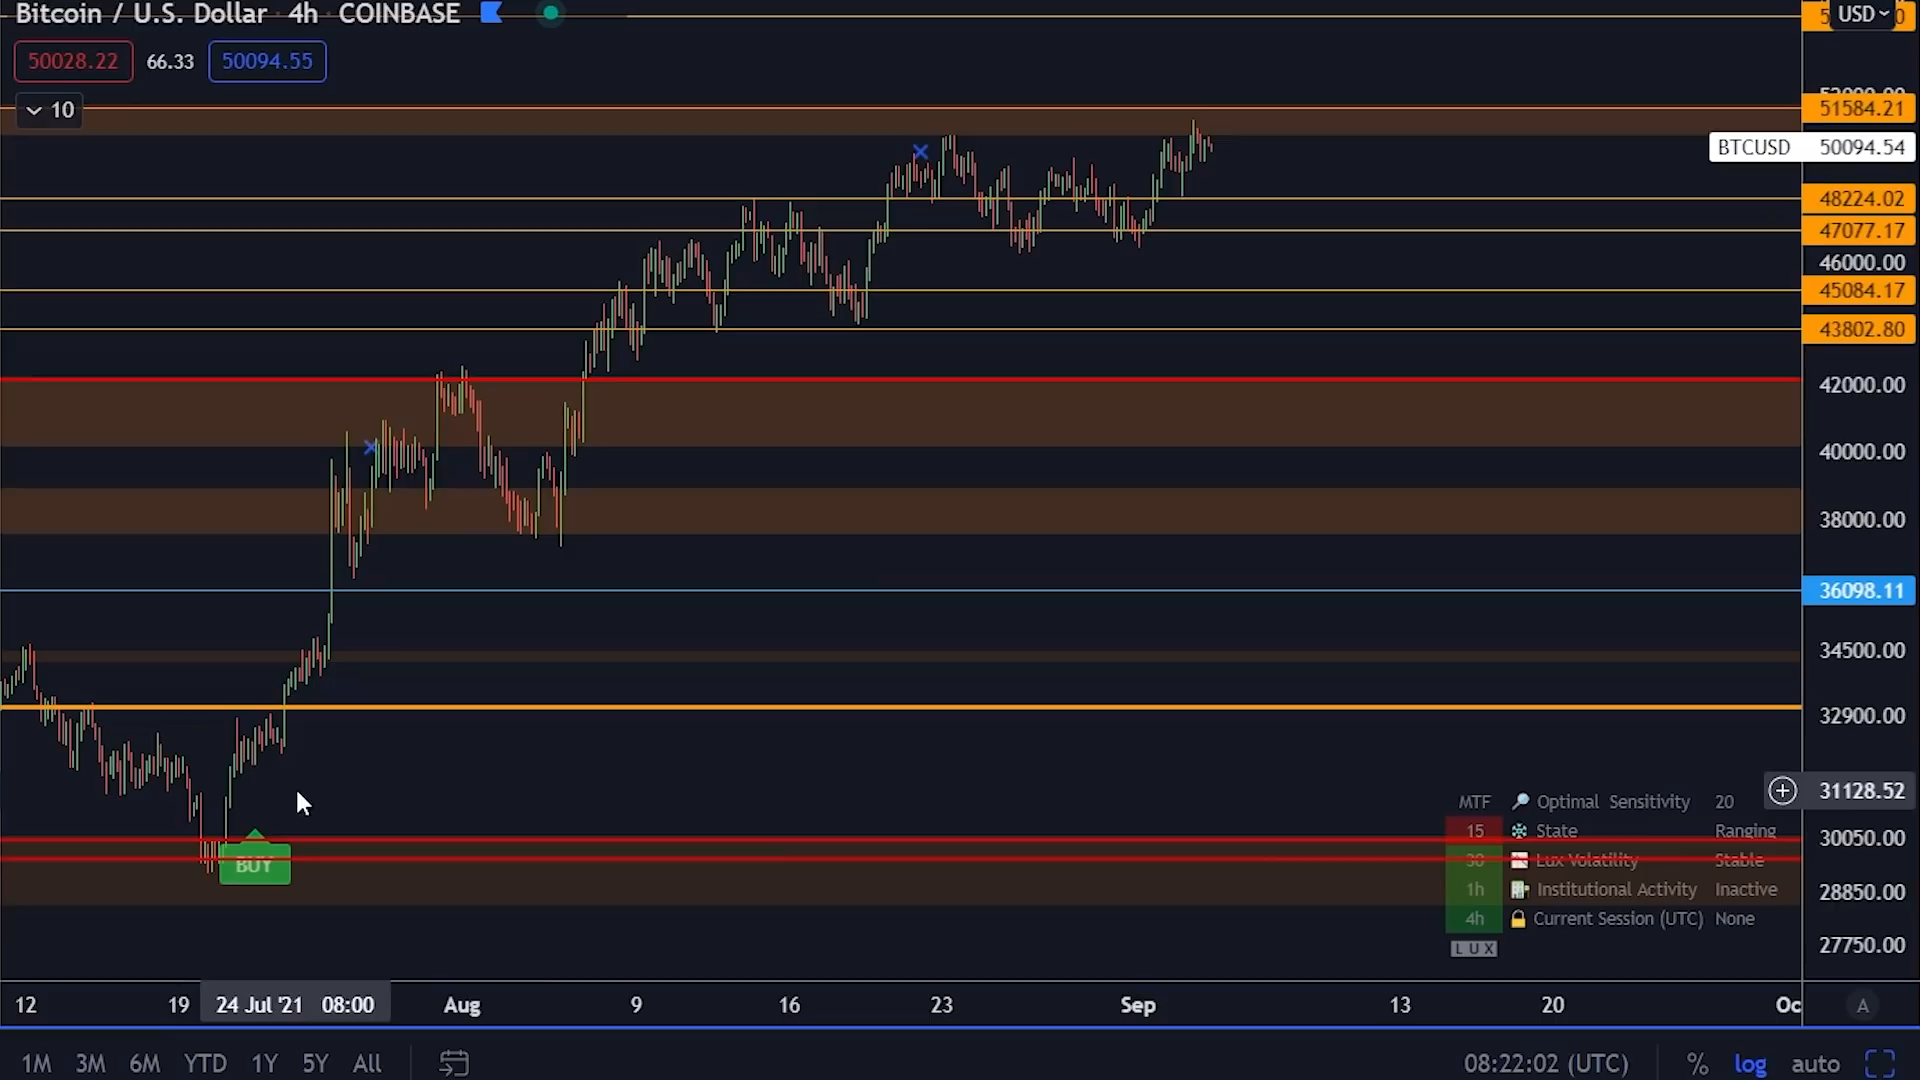 Bitcoin / U.S. Dollar · 4h · COINBASE
USD
50028.22 66.33 50094.55
10
51584.21
BTCUSD 50094.54
48224.02
47077.17
46000.00
45084.17
43802.80
42000.00
40000.00
38000.00
36098.11
34500.00
32900.00
31128.52
MTF Optimal Sensitivity 20
15 State Ranging
30050.00
BUY
30 Lux Volatility Stable
1h Institutional Activity Inactive
28850.00
4h Current Session (UTC) None
27750.00
LUX
12 19 24 Jul '21 08:00 Aug 9 16 23 Sep 13 20 Oc A
1M 3M 6M YTD 1Y 5Y All 08:22:02 (UTC) % log auto